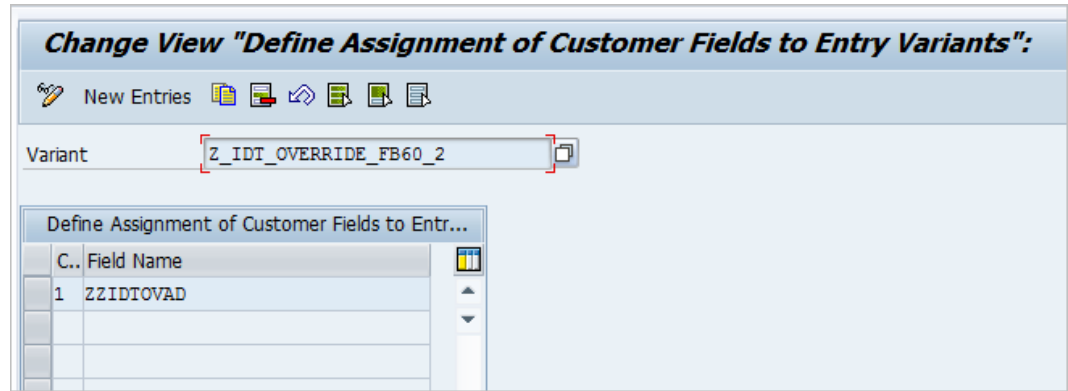 Change View "Define Assignment of Customer Fields to Entry Variants":
New Entries
Variant Z_IDT_OVERRIDE_FB60_2
Define Assignment of Customer Fields to Entr...
C.. Field Name
1 ZZIDTOVAD